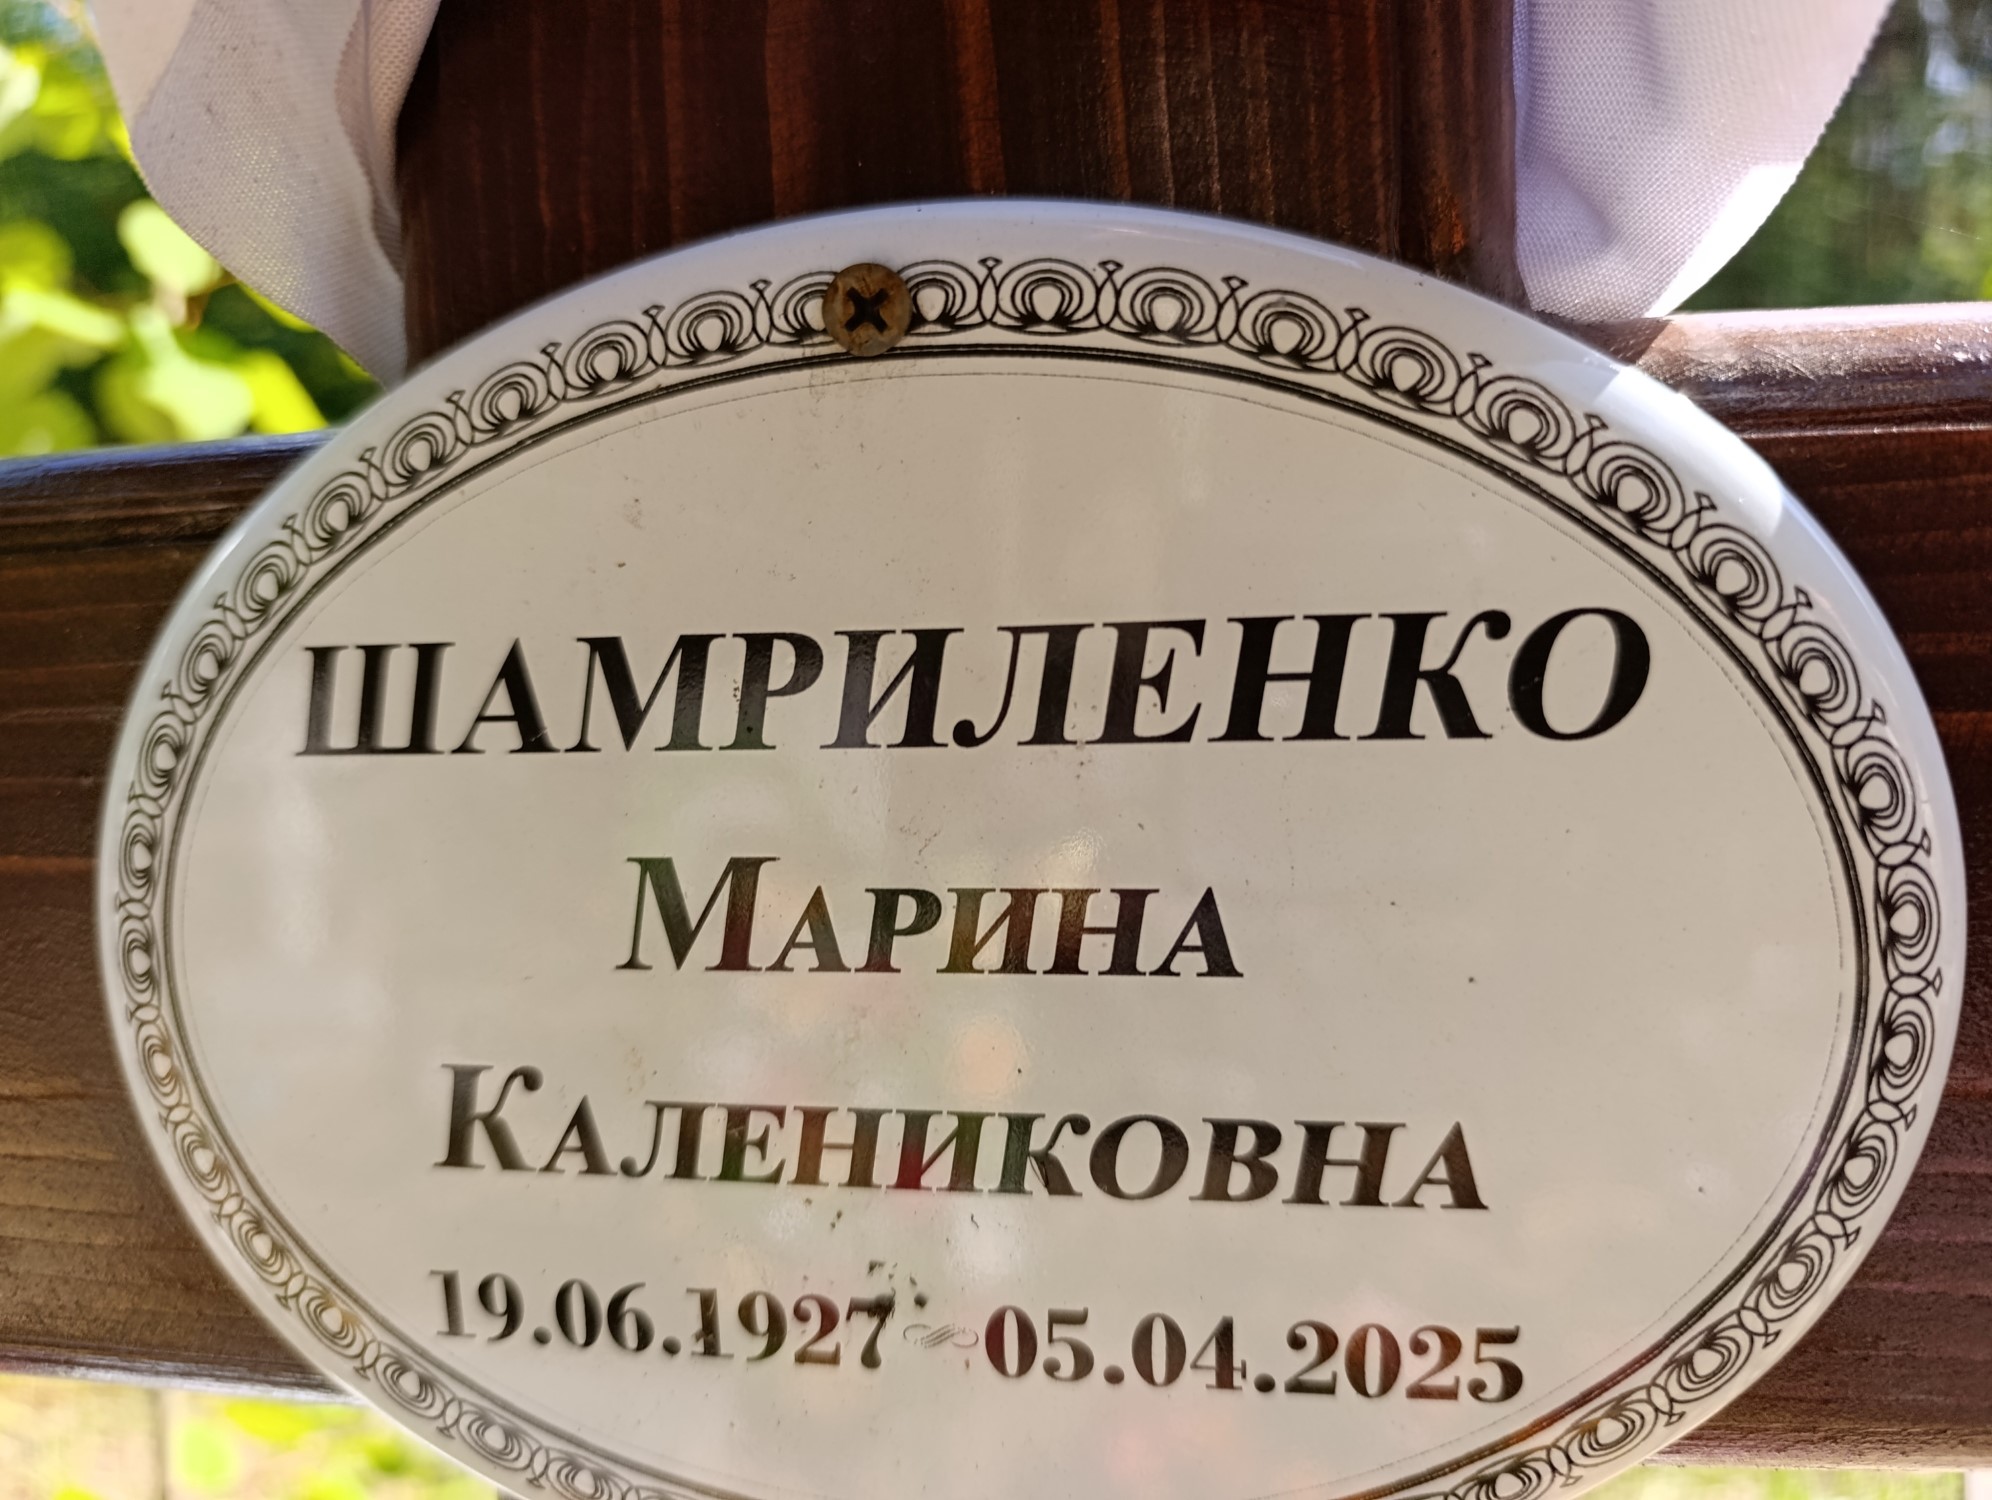 ШАМРИЛЕНКО
Марина
Калениковна
19.06.1927 05.04.2025